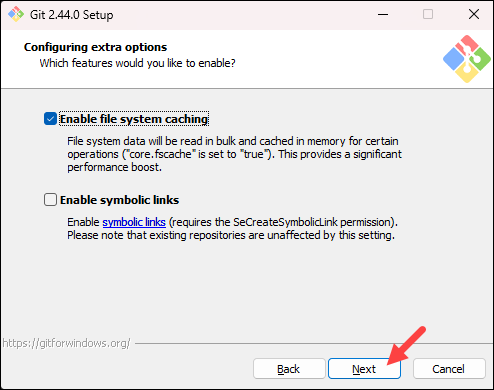 Git 2.44.0 Setup
Configuring extra options
Which features would you like to enable?
Enable file system caching
File system data will be read in bulk and cached in memory for certain
operations ("core.fscache" is set to "true"). This provides a significant
performance boost.
Enable symbolic links
Enable symbolic links (requires the SeCreateSymbolicLink permission).
Please note that existing repositories are unaffected by this setting.
https://gitforwindows.org/
Back
Next
Cancel